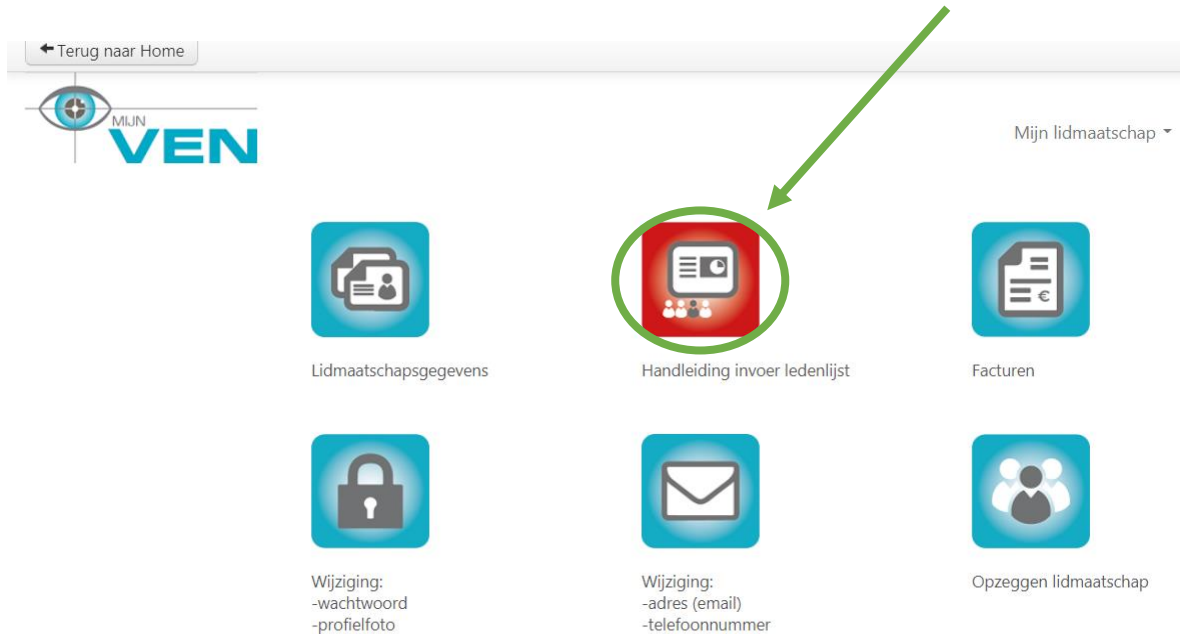 Terug naar Home
MIJN
VEN
Mijn lidmaatschap
Lidmaatschapsgegevens
Handleiding invoer ledenlijst
Facturen
€
Wijziging:
-wachtwoord
-profielfoto
Wijziging:
-adres (email)
-telefoonnummer
Opzeggen lidmaatschap